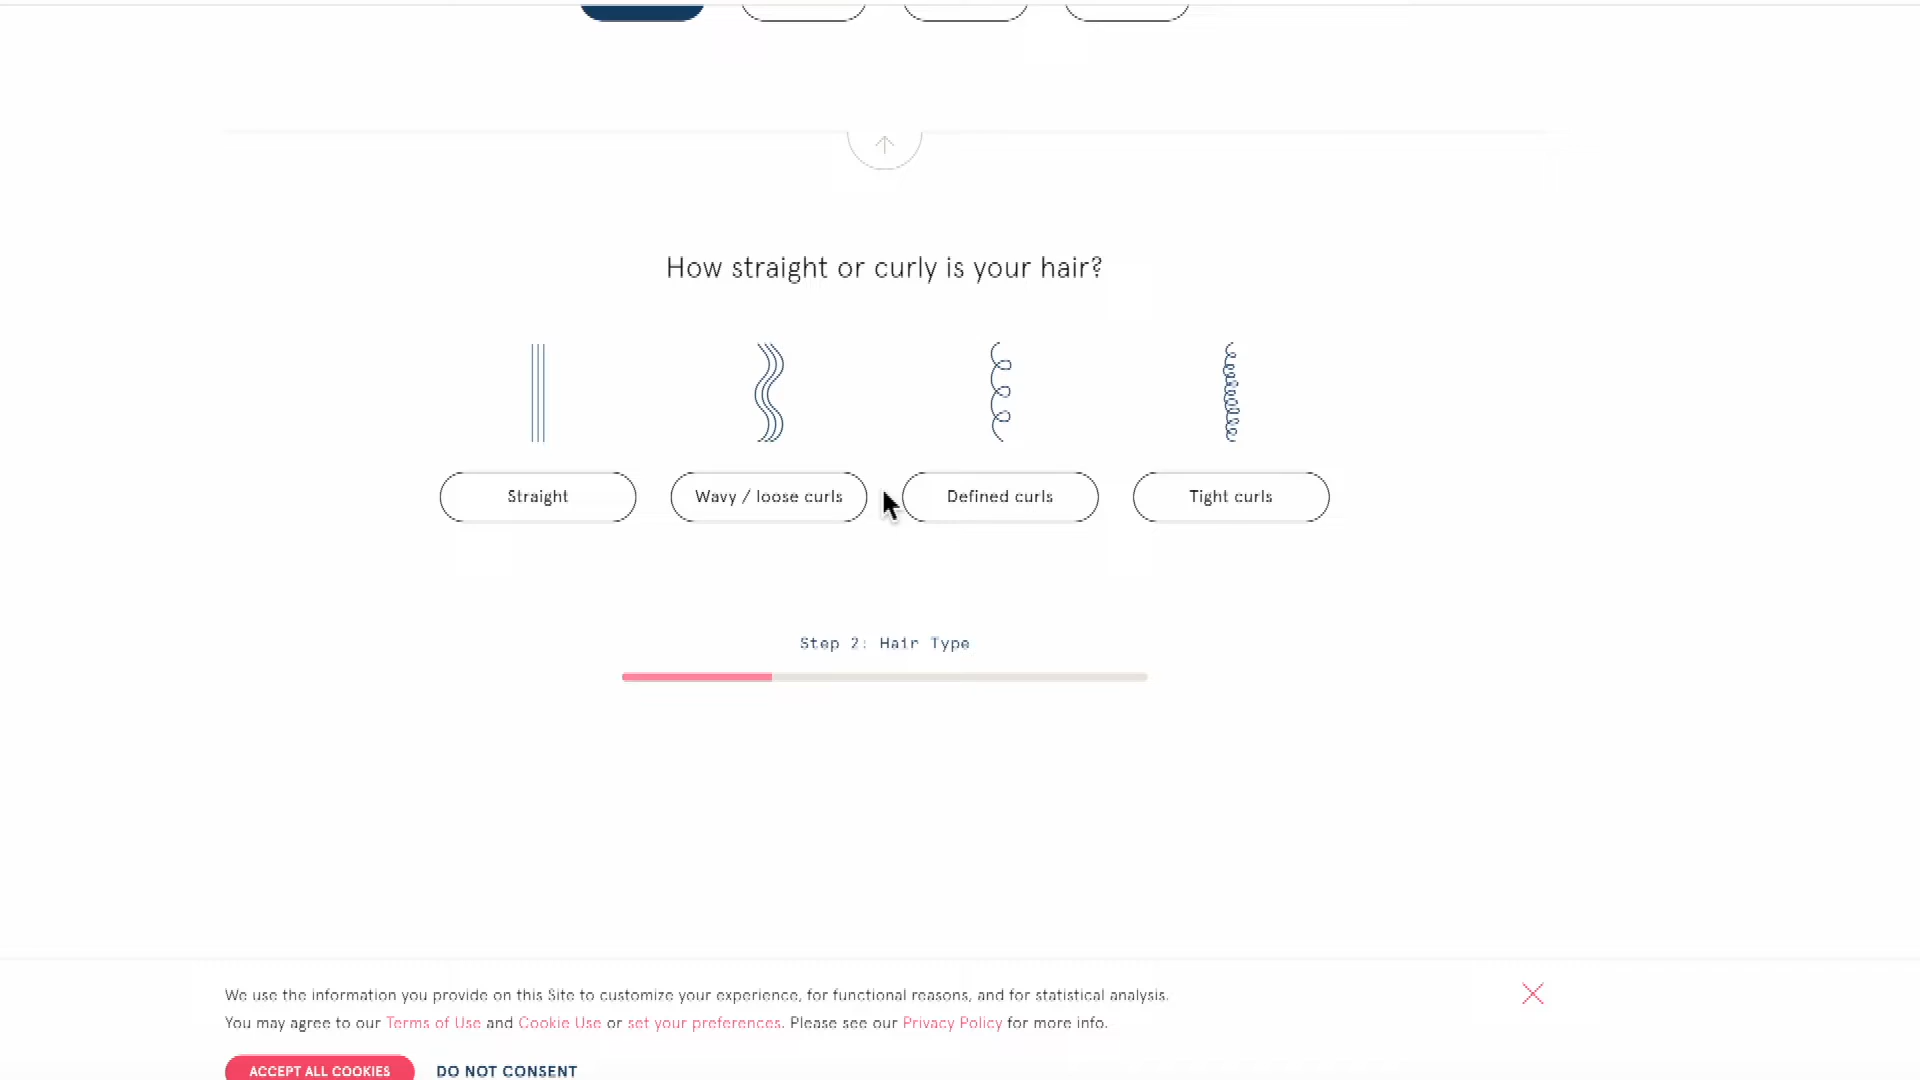 How straight or curly is your hair?
Straight
Wavy / loose curls
Defined curls
Tight curls
Step 2: Hair Type
We use the information you provide on this Site to customize your experience, for functional reasons, and for statistical analysis.
You may agree to our Terms of Use and Cookie Use or set your preferences. Please see our Privacy Policy for more info.
ACCEPT ALL COOKIES
DO NOT CONSENT